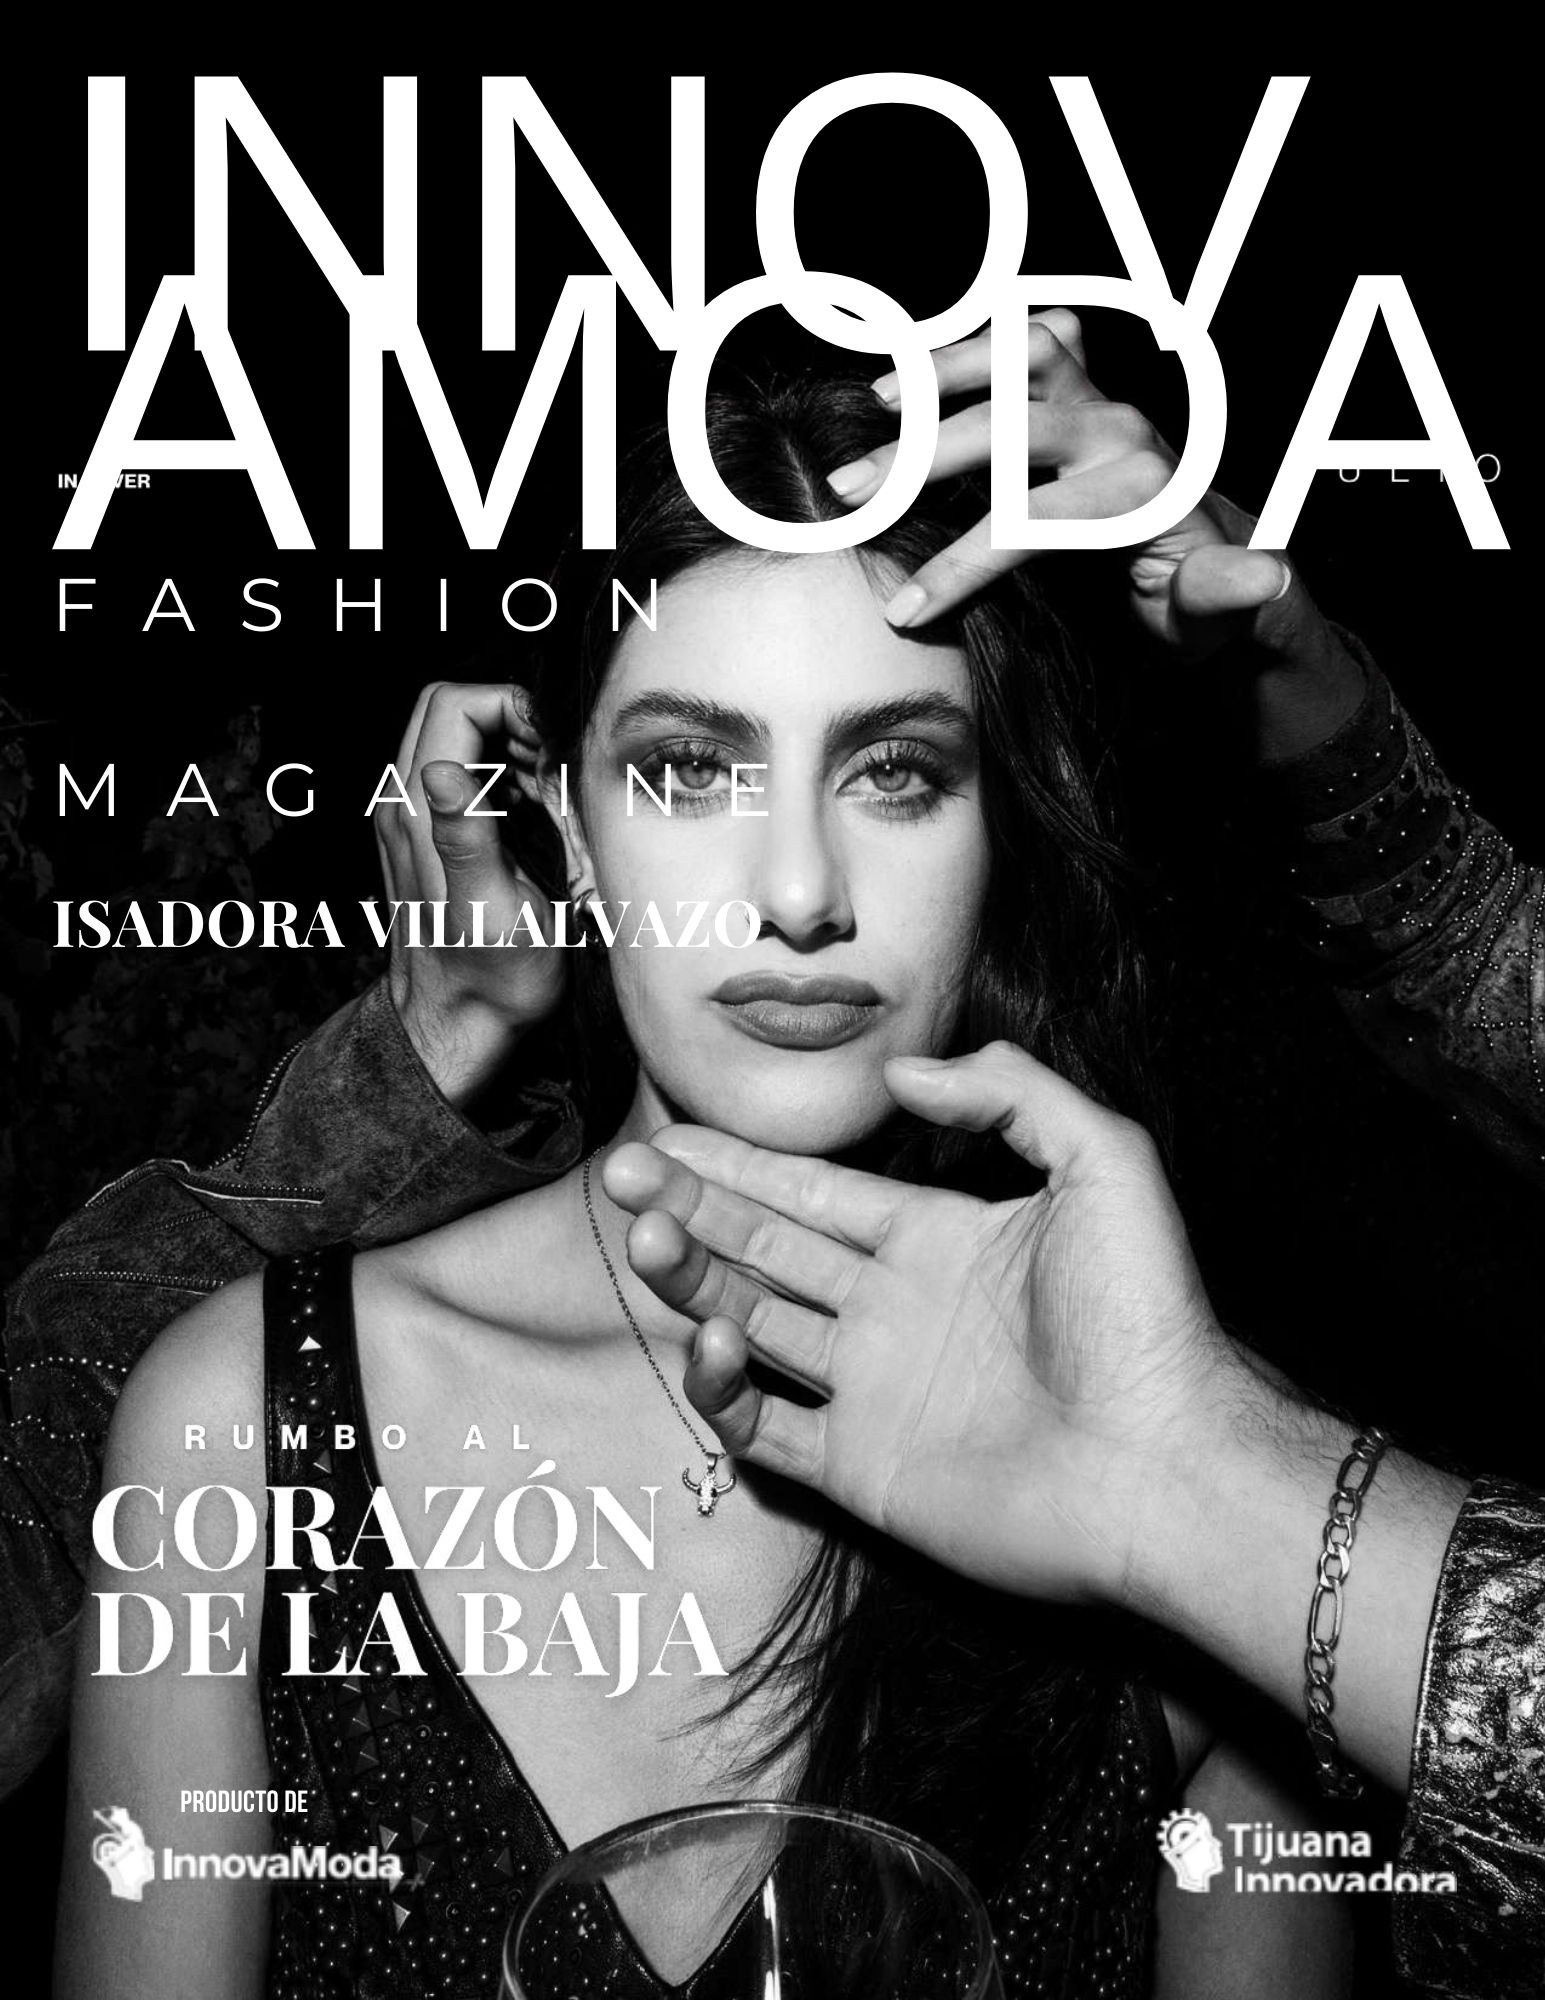 INNOV
AMODA
FASHION
MAGAZINE
ISADORA VILLALVAZO
RUMBO AL
CORAZÓN
DE LA BAJA
PRODUCTO DE
InnovaModa
Tijuana
Innovadora